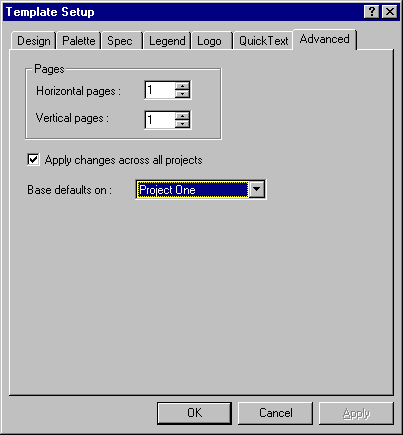 Template Setup
Design Palette Spec Legend Logo QuickText Advanced
Pages
Horizontal pages : 1
Vertical pages : 1
Apply changes across all projects
Base defaults on : Project One
OK Cancel Apply